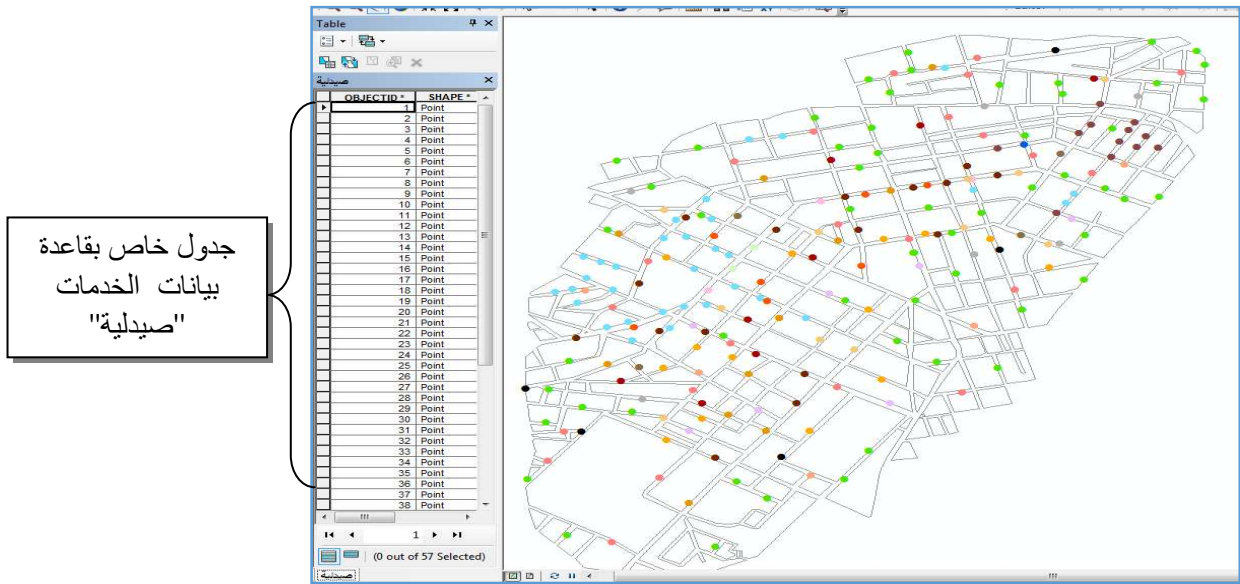 جدول خاص بقاعدة
بيانات الخدمات
"صيدلية"
Table
صيدلية
OBJECTID * SHAPE *
1 Point
2 Point
3 Point
4 Point
5 Point
6 Point
7 Point
8 Point
9 Point
10 Point
11 Point
12 Point
13 Point
14 Point
15 Point
16 Point
17 Point
18 Point
19 Point
20 Point
21 Point
22 Point
23 Point
24 Point
25 Point
26 Point
27 Point
28 Point
29 Point
30 Point
31 Point
32 Point
33 Point
34 Point
35 Point
36 Point
37 Point
38 Point
1
(0 out of 57 Selected)
صيدلية